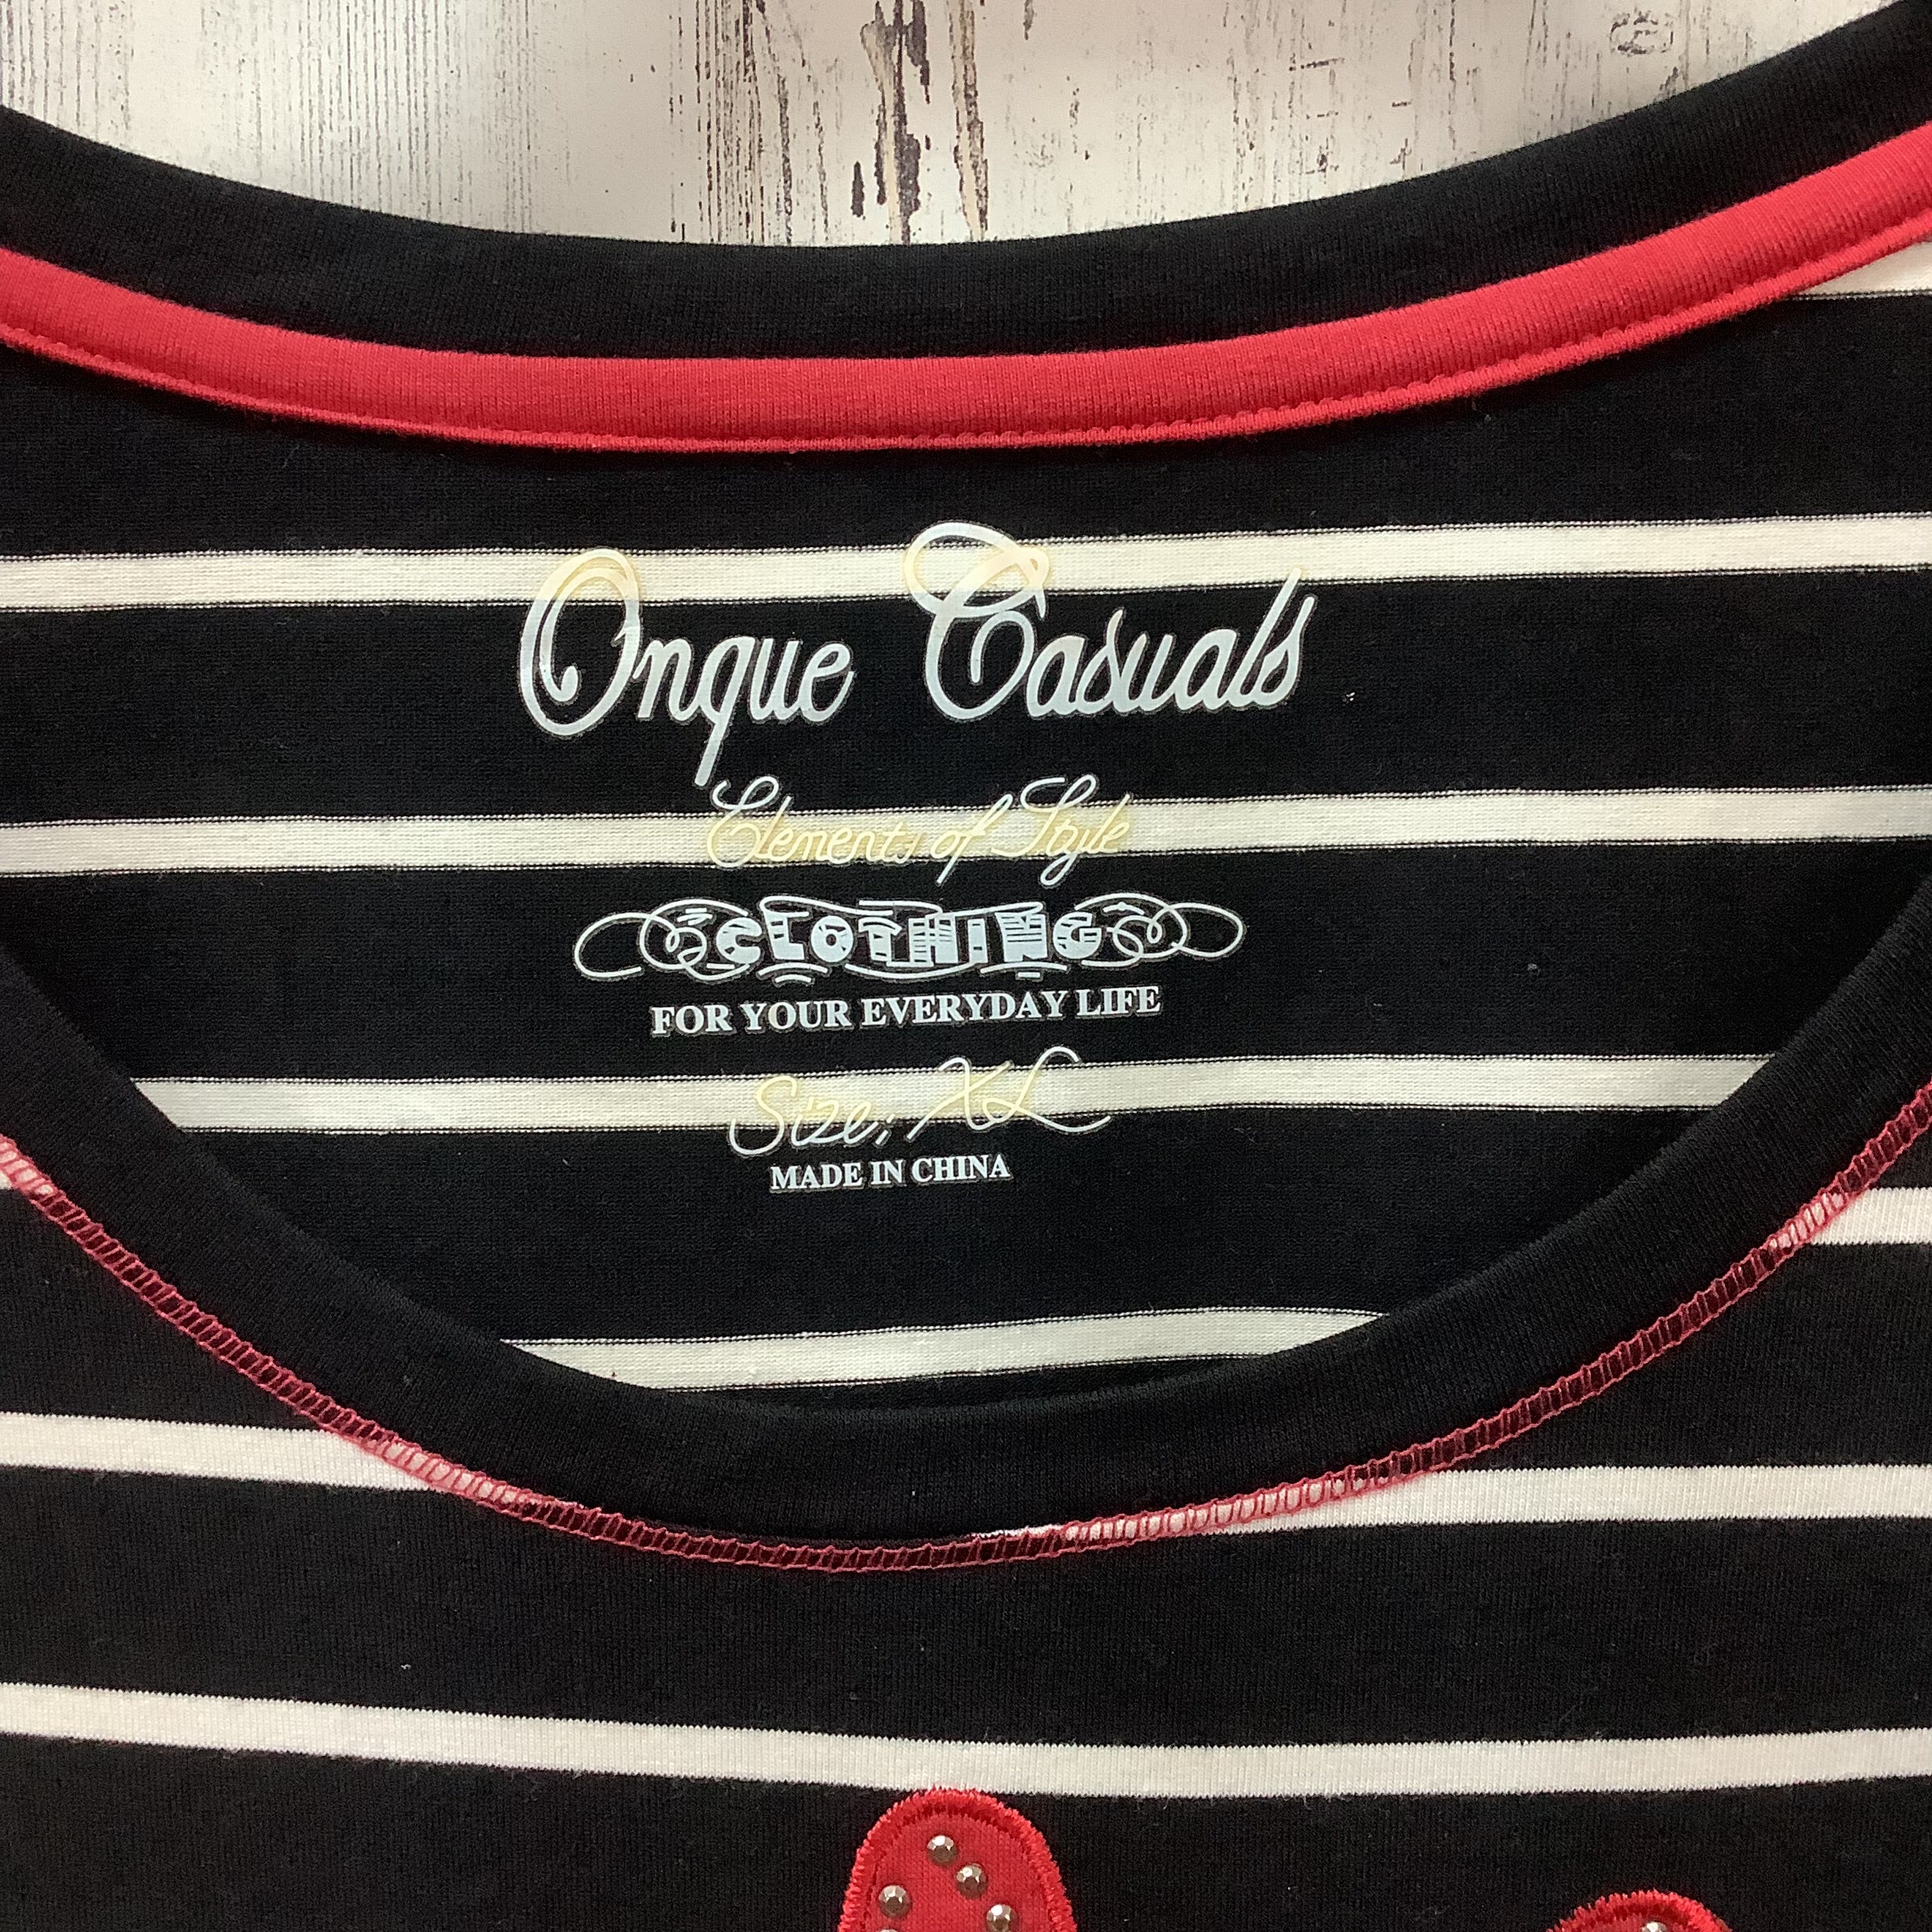 Onque Casuals
Elements of Style
CLOTHING
FOR YOUR EVERYDAY LIFE
Size: XL
MADE IN CHINA